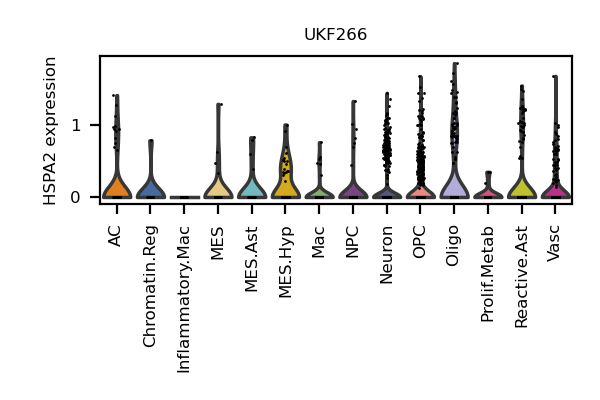 UKF266
HSPA2 expression
1
0
AC
Chromatin.Reg
Inflammatory.Mac
MES
MES.Ast
MES.Hyp
Mac
NPC
Neuron
OPC
Oligo
Prolif.Metab
Reactive.Ast
Vasc